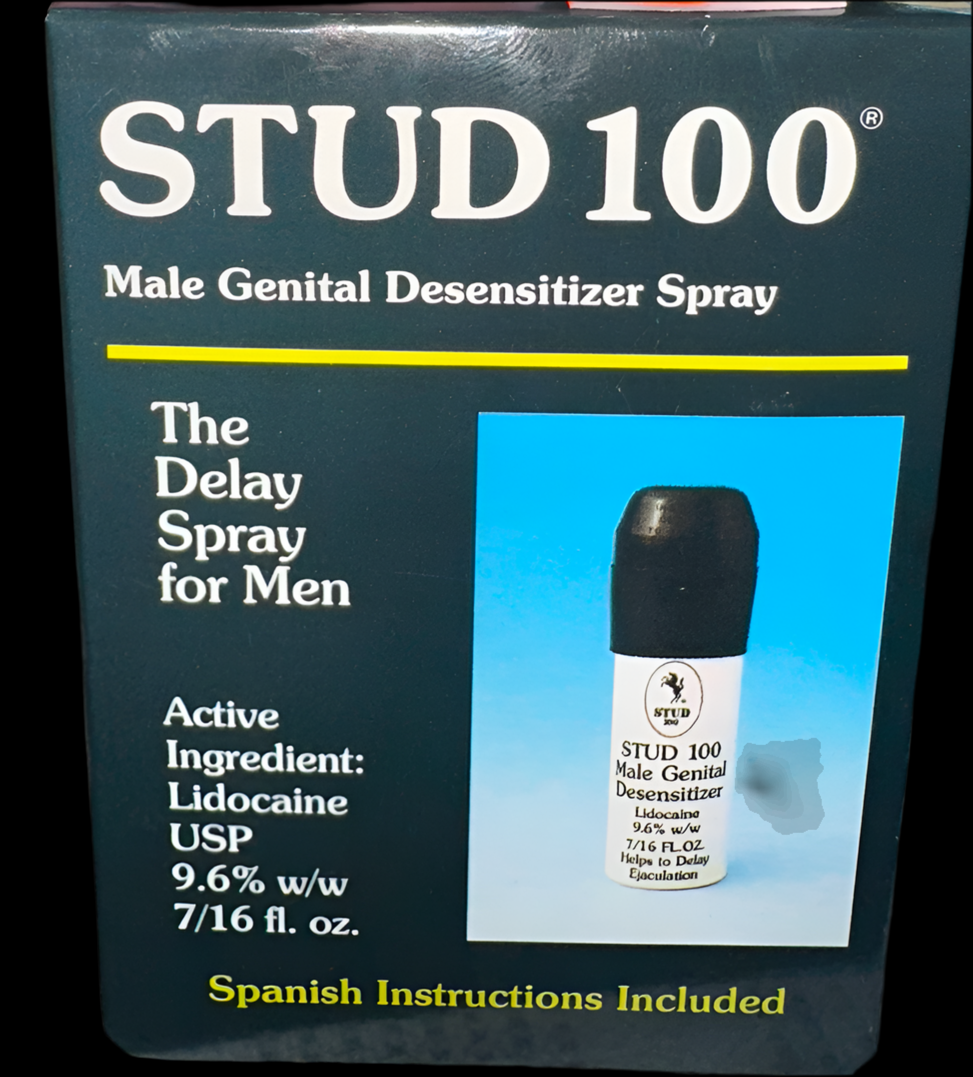 STUD 100®
Male Genital Desensitizer Spray
The
Delay
Spray
for Men
Active
Ingredient:
Lidocaine
USP
9.6% w/w
7/16 fl. oz.
STUD
100
STUD 100
Male Genital
Desensitizer
Lidocaine
9.6% w/w
7/16 FL.OZ
Helps to Delay
Ejaculation
Spanish Instructions Included